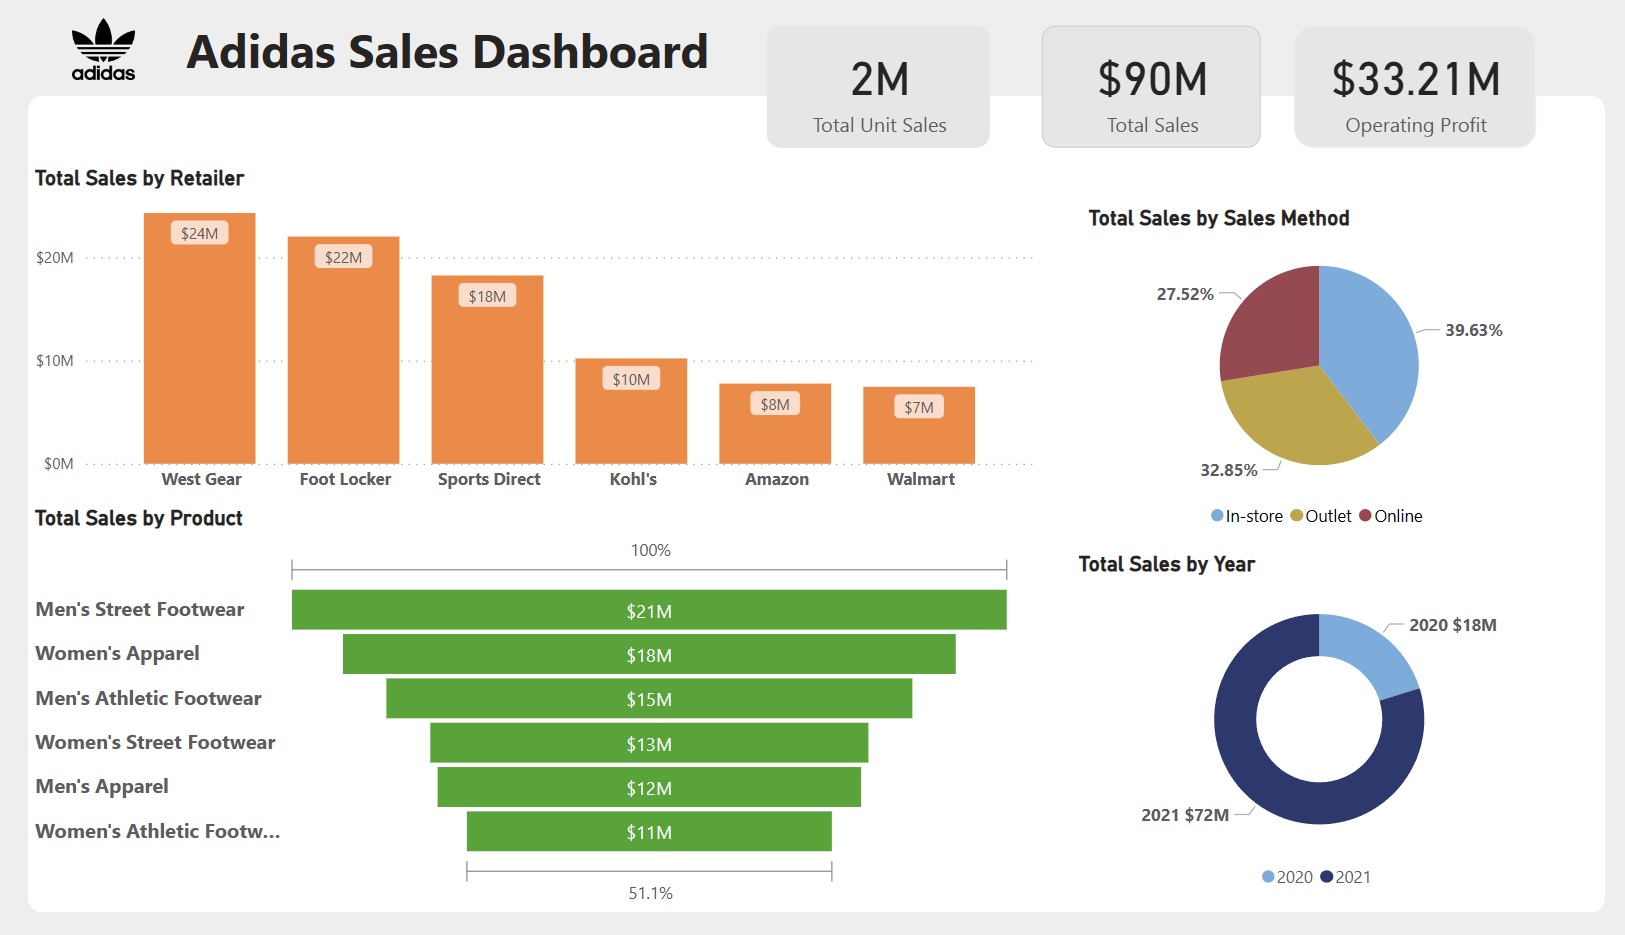 adidas
Adidas Sales Dashboard
2M
Total Unit Sales
$90M
Total Sales
$33.21M
Operating Profit
Total Sales by Retailer
$20M
$10M
$0M
$24M
$22M
$18M
$10M
$8M
$7M
West Gear
Foot Locker
Sports Direct
Kohl's
Amazon
Walmart
Total Sales by Sales Method
27.52%
39.63%
32.85%
In-store
Outlet
Online
Total Sales by Product
100%
Men's Street Footwear
$21M
Women's Apparel
$18M
Men's Athletic Footwear
$15M
Women's Street Footwear
$13M
Men's Apparel
$12M
Women's Athletic Footw...
$11M
51.1%
Total Sales by Year
2020 $18M
2021 $72M
2020
2021